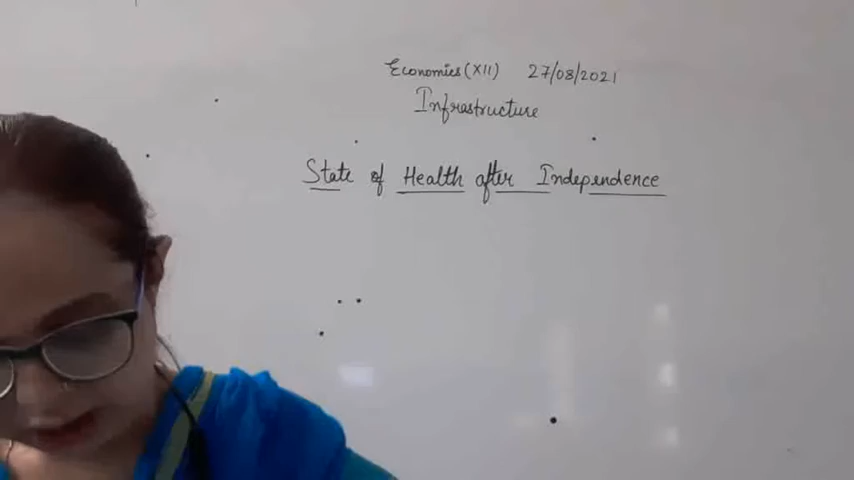 Economics (XII) 27/08/2021
Infrastructure
State of Health after Independence